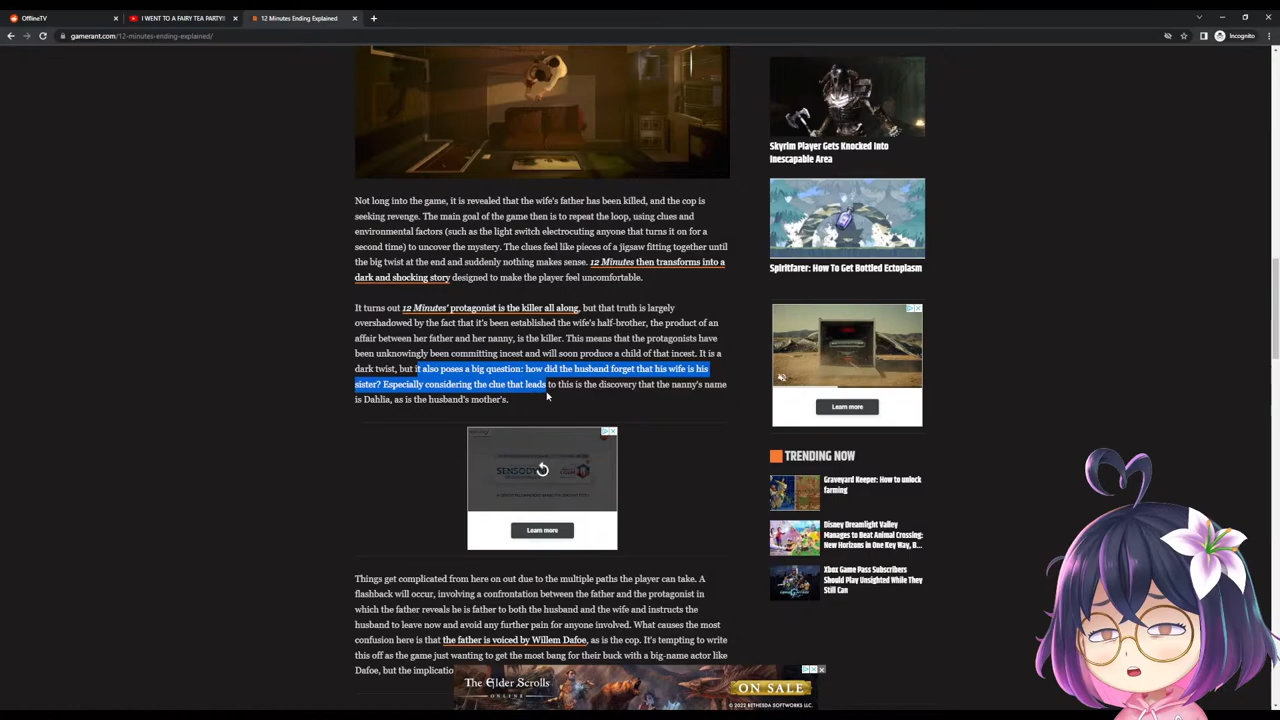 OfflineTV
I WENT TO A FAIRY TEA PARTY!!
12 Minutes Ending Explained
gamerant.com/12-minutes-ending-explained/
Incognito
Not long into the game, it is revealed that the wife's father has been killed, and the cop is
seeking revenge. The main goal of the game then is to repeat the loop, using clues and
environmental factors (such as the light switch electrocuting anyone that turns it on for a
second time) to uncover the mystery. The clues feel like pieces of a jigsaw fitting together until
the big twist at the end and suddenly nothing makes sense. 12 Minutes then transforms into a
dark and shocking story designed to make the player feel uncomfortable.
It turns out 12 Minutes' protagonist is the killer all along, but that truth is largely
overshadowed by the fact that it's been established the wife's half-brother, the product of an
affair between her father and her nanny, is the killer. This means that the protagonists have
been unknowingly been committing incest and will soon produce a child of that incest. It is a
dark twist, but it also poses a big question: how did the husband forget that his wife is his
sister? Especially considering the clue that leads to this is the discovery that the nanny's name
is Dahlia, as is the husband's mother's.
SENSODYNE
Learn more
Things get complicated from here on out due to the multiple paths the player can take. A
flashback will occur, involving a confrontation between the father and the protagonist in
which the father reveals he is father to both the husband and the wife and instructs the
husband to leave now and avoid any further pain for anyone involved. What causes the most
confusion here is that the father is voiced by Willem Dafoe, as is the cop. It's tempting to write
this off as the game just wanting to get the most bang for their buck with a big-name actor like
Dafoe, but the implicatio
The Elder Scrolls
ONLINE
ON SALE
© 2022 BETHESDA SOFTWORKS LLC.
Skyrim Player Gets Knocked Into
Inescapable Area
Spiritfarer: How To Get Bottled Ectoplasm
Learn more
TRENDING NOW
Graveyard Keeper: How to unlock
farming
Disney Dreamlight Valley
Manages to Beat Animal Crossing:
New Horizons in One Key Way, B...
Xbox Game Pass Subscribers
Should Play Unsighted While They
Still Can